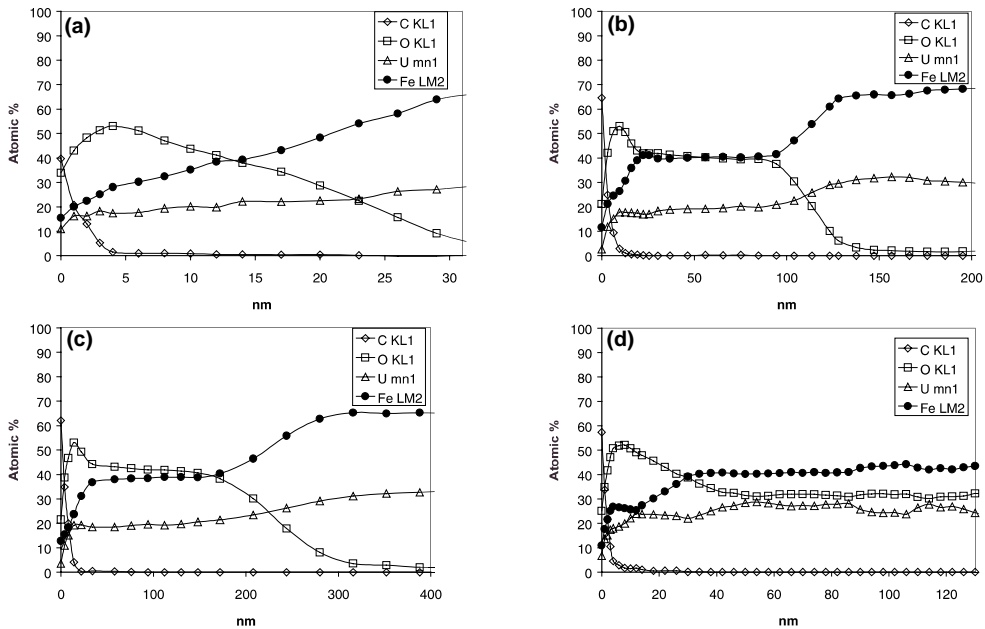 (a)
C KL1
O KL1
U mn1
Fe LM2
Atomic %
100
90
80
70
60
50
40
30
20
10
0
0 5 10 15 20 25 30
nm
(b)
C KL1
O KL1
U mn1
Fe LM2
Atomic %
100
90
80
70
60
50
40
30
20
10
0
0 50 100 150 200
nm
(c)
C KL1
O KL1
U mn1
Fe LM2
Atomic %
100
90
80
70
60
50
40
30
20
10
0
0 100 200 300 400
nm
(d)
C KL1
O KL1
U mn1
Fe LM2
Atomic %
100
90
80
70
60
50
40
30
20
10
0
0 20 40 60 80 100 120
nm